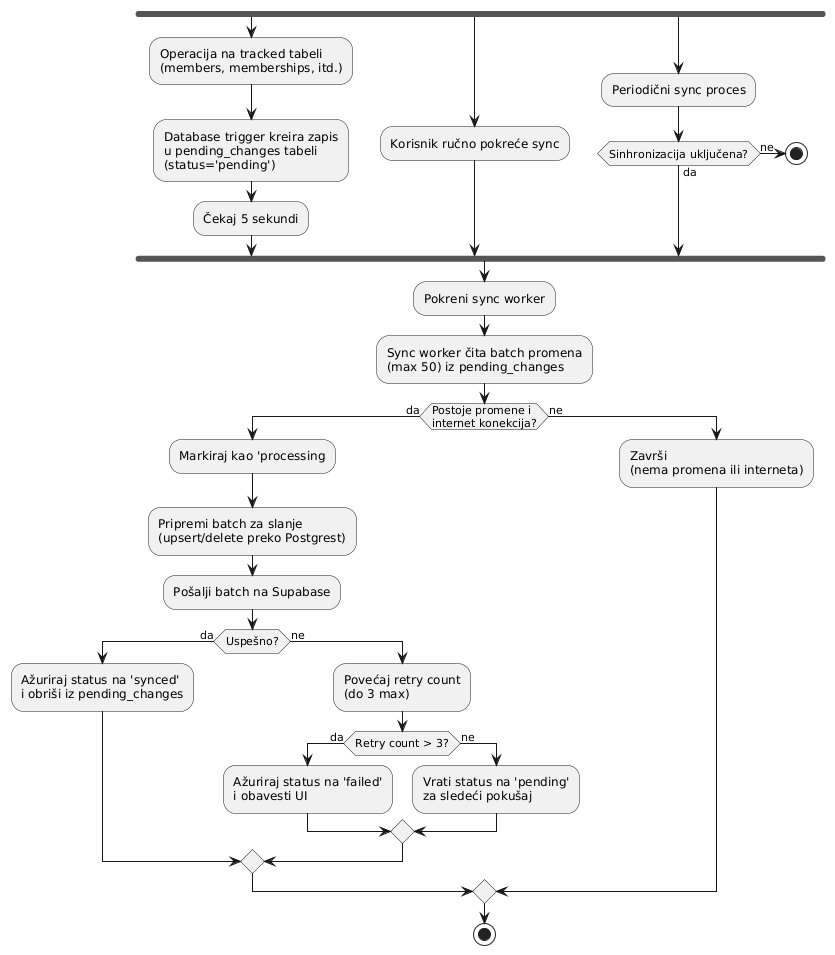 Operacija na tracked tabeli
(members, memberships, itd.)
Database trigger kreira zapis
u pending_changes tabeli
(status='pending')
Čekaj 5 sekundi
Korisnik ručno pokreće sync
Periodični sync proces
Sinhronizacija uključena?
ne
da
Pokreni sync worker
Sync worker čita batch promena
(max 50) iz pending_changes
da
Postoje promene i
internet konekcija?
ne
Markiraj kao 'processing
Završi
(nema promena ili interneta)
Pripremi batch za slanje
(upsert/delete preko Postgrest)
Pošalji batch na Supabase
da
Uspešno?
ne
Ažuriraj status na 'synced'
i obriši iz pending_changes
Povećaj retry count
(do 3 max)
da
Retry count > 3?
ne
Ažuriraj status na 'failed'
i obavesti UI
Vrati status na 'pending'
za sledeći pokušaj